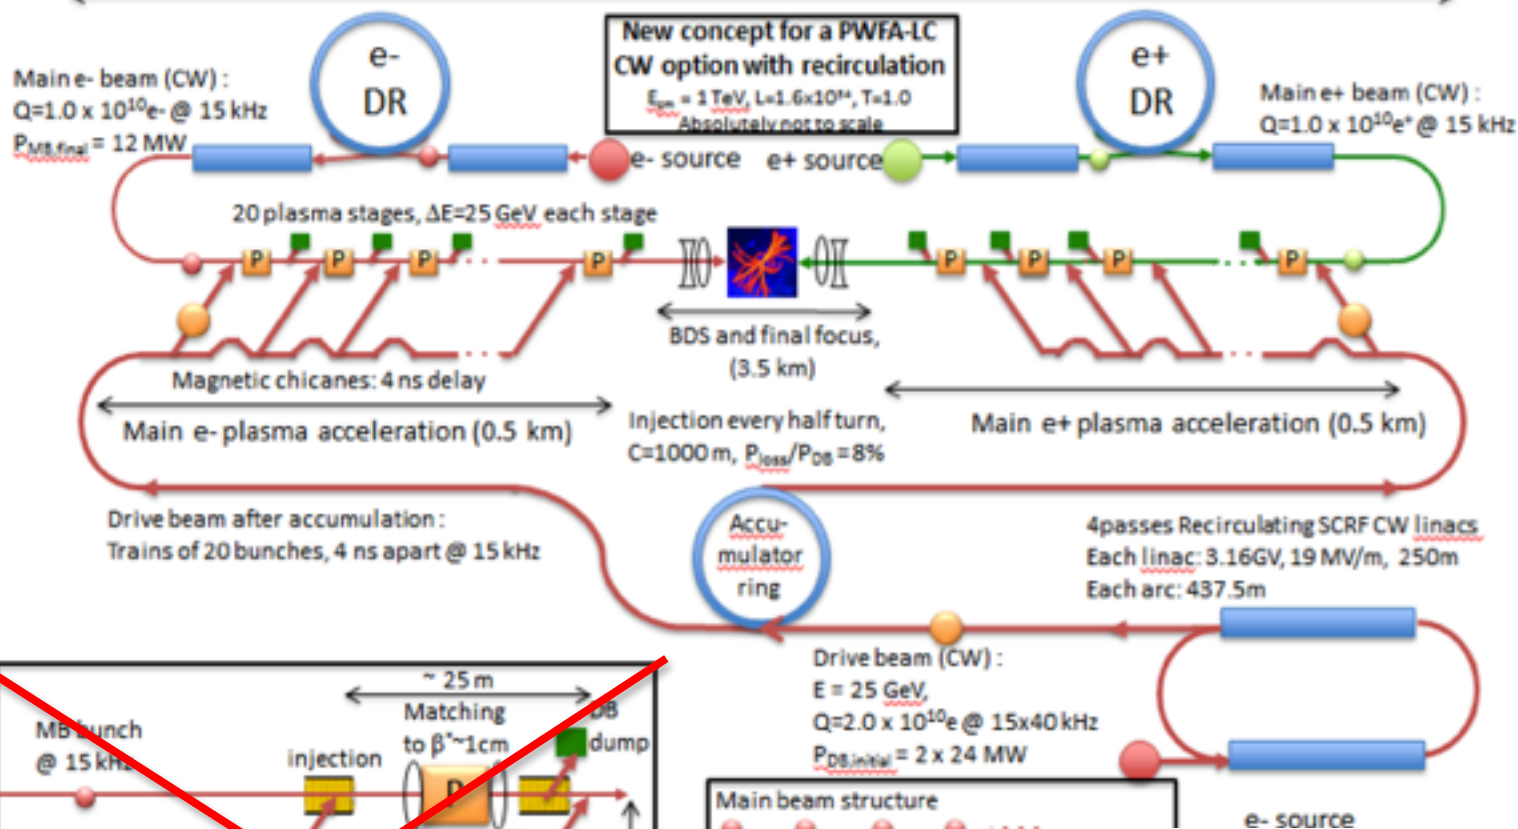 New concept for a PWFA-LC
CW option with recirculation
E_cm = 1 TeV, L=1.6x10³⁴, T=1.0
Absolutely not to scale
e-
DR
e+
DR
Main e- beam (CW) :
Q=1.0 x 10¹⁰e- @ 15 kHz
P_MB,final = 12 MW
Main e+ beam (CW) :
Q=1.0 x 10¹⁰e⁺ @ 15 kHz
e- source
e+ source
20 plasma stages, ΔE=25 GeV each stage
P
P
P
P
P
P
P
P
BDS and final focus,
(3.5 km)
Magnetic chicanes: 4 ns delay
Main e- plasma acceleration (0.5 km)
Injection every half turn,
C=1000 m, P_loss/P_DB = 8%
Main e+ plasma acceleration (0.5 km)
Drive beam after accumulation :
Trains of 20 bunches, 4 ns apart @ 15 kHz
Accu-
mulator
ring
4passes Recirculating SCRF CW linacs
Each linac: 3.16GV, 19 MV/m, 250m
Each arc: 437.5m
Drive beam (CW) :
E = 25 GeV,
Q=2.0 x 10¹⁰e @ 15x40 kHz
P_DB,initial = 2 x 24 MW
~ 25 m
MB bunch
@ 15 kHz
injection
Matching
to β*~1cm
DB
dump
P
Main beam structure
e- source